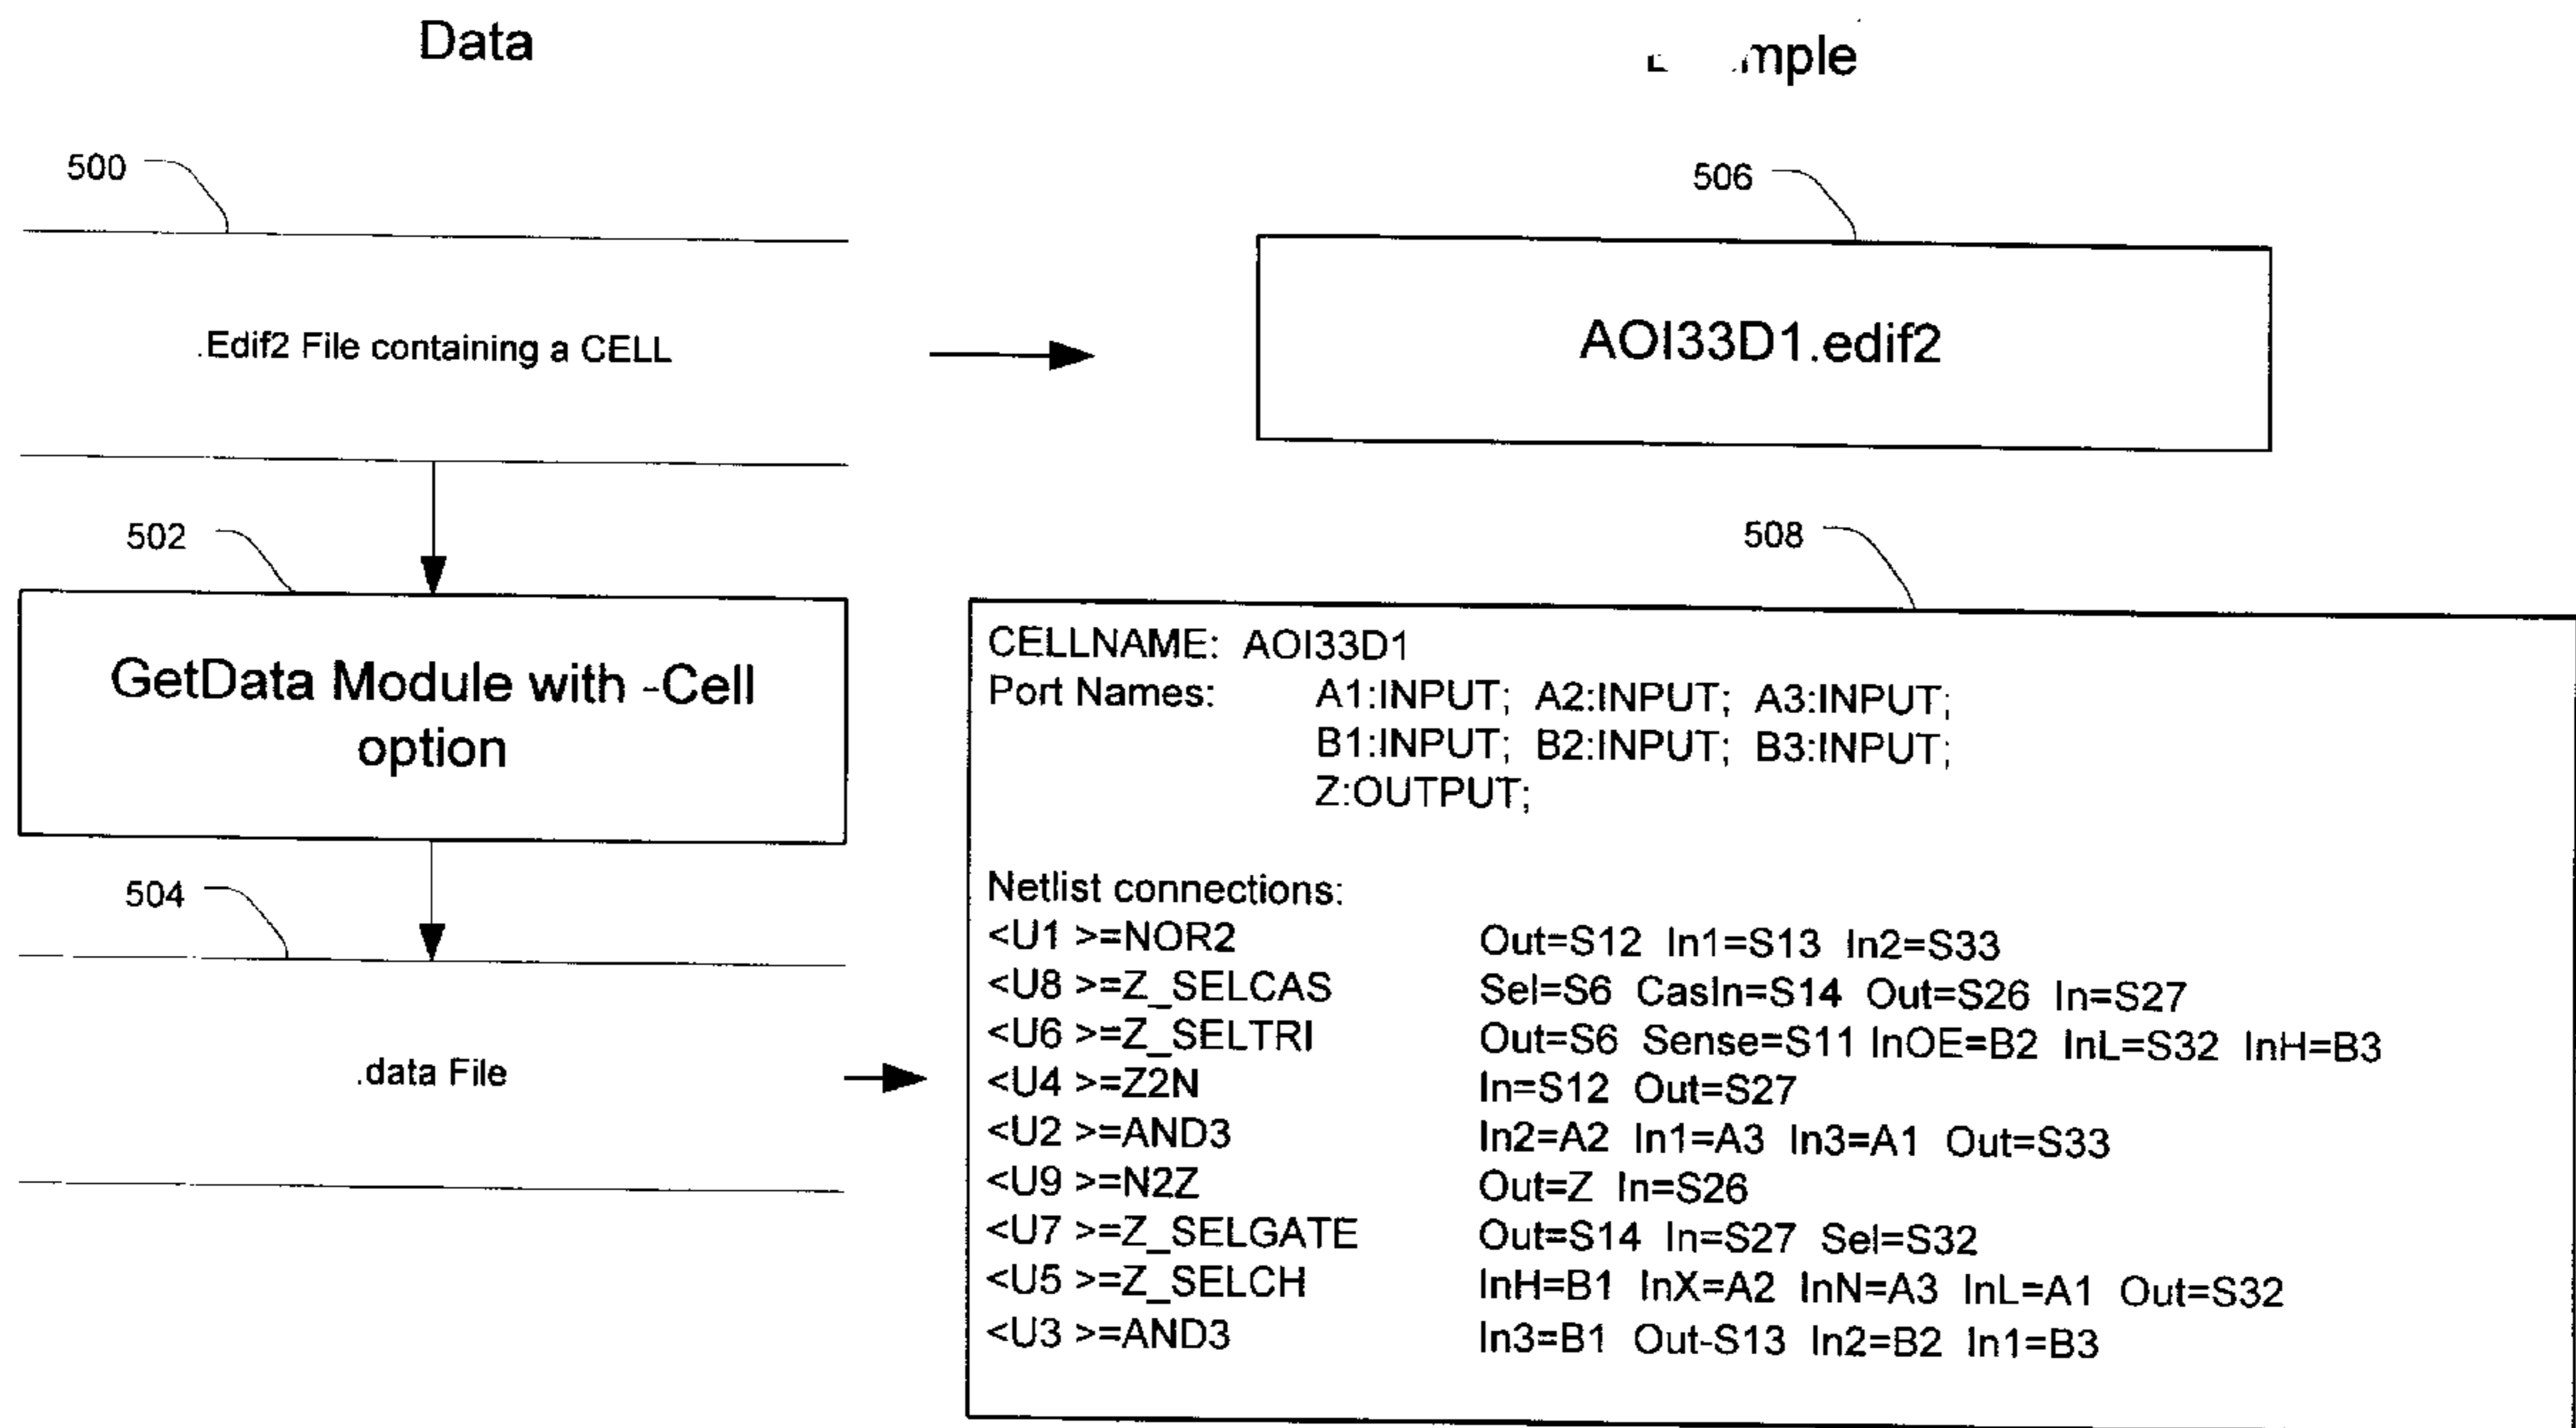 Data
500
506
.Edif2 File containing a CELL
AOI33D1.edif2
502
508
GetData Module with -Cell
option
CELLNAME: AOI33D1
Port Names: A1:INPUT; A2:INPUT; A3:INPUT;
B1:INPUT; B2:INPUT; B3:INPUT;
Z:OUTPUT;
504
.data File
Netlist connections:
<U1 >=NOR2 Out=S12 In1=S13 In2=S33
<U8 >=Z_SELCAS Sel=S6 CasIn=S14 Out=S26 In=S27
<U6 >=Z_SELTRI Out=S6 Sense=S11 InOE=B2 InL=S32 InH=B3
<U4 >=Z2N In=S12 Out=S27
<U2 >=AND3 In2=A2 In1=A3 In3=A1 Out=S33
<U9 >=N2Z Out=Z In=S26
<U7 >=Z_SELGATE Out=S14 In=S27 Sel=S32
<U5 >=Z_SELCH InH=B1 InX=A2 InN=A3 InL=A1 Out=S32
<U3 >=AND3 In3=B1 Out-S13 In2=B2 In1=B3